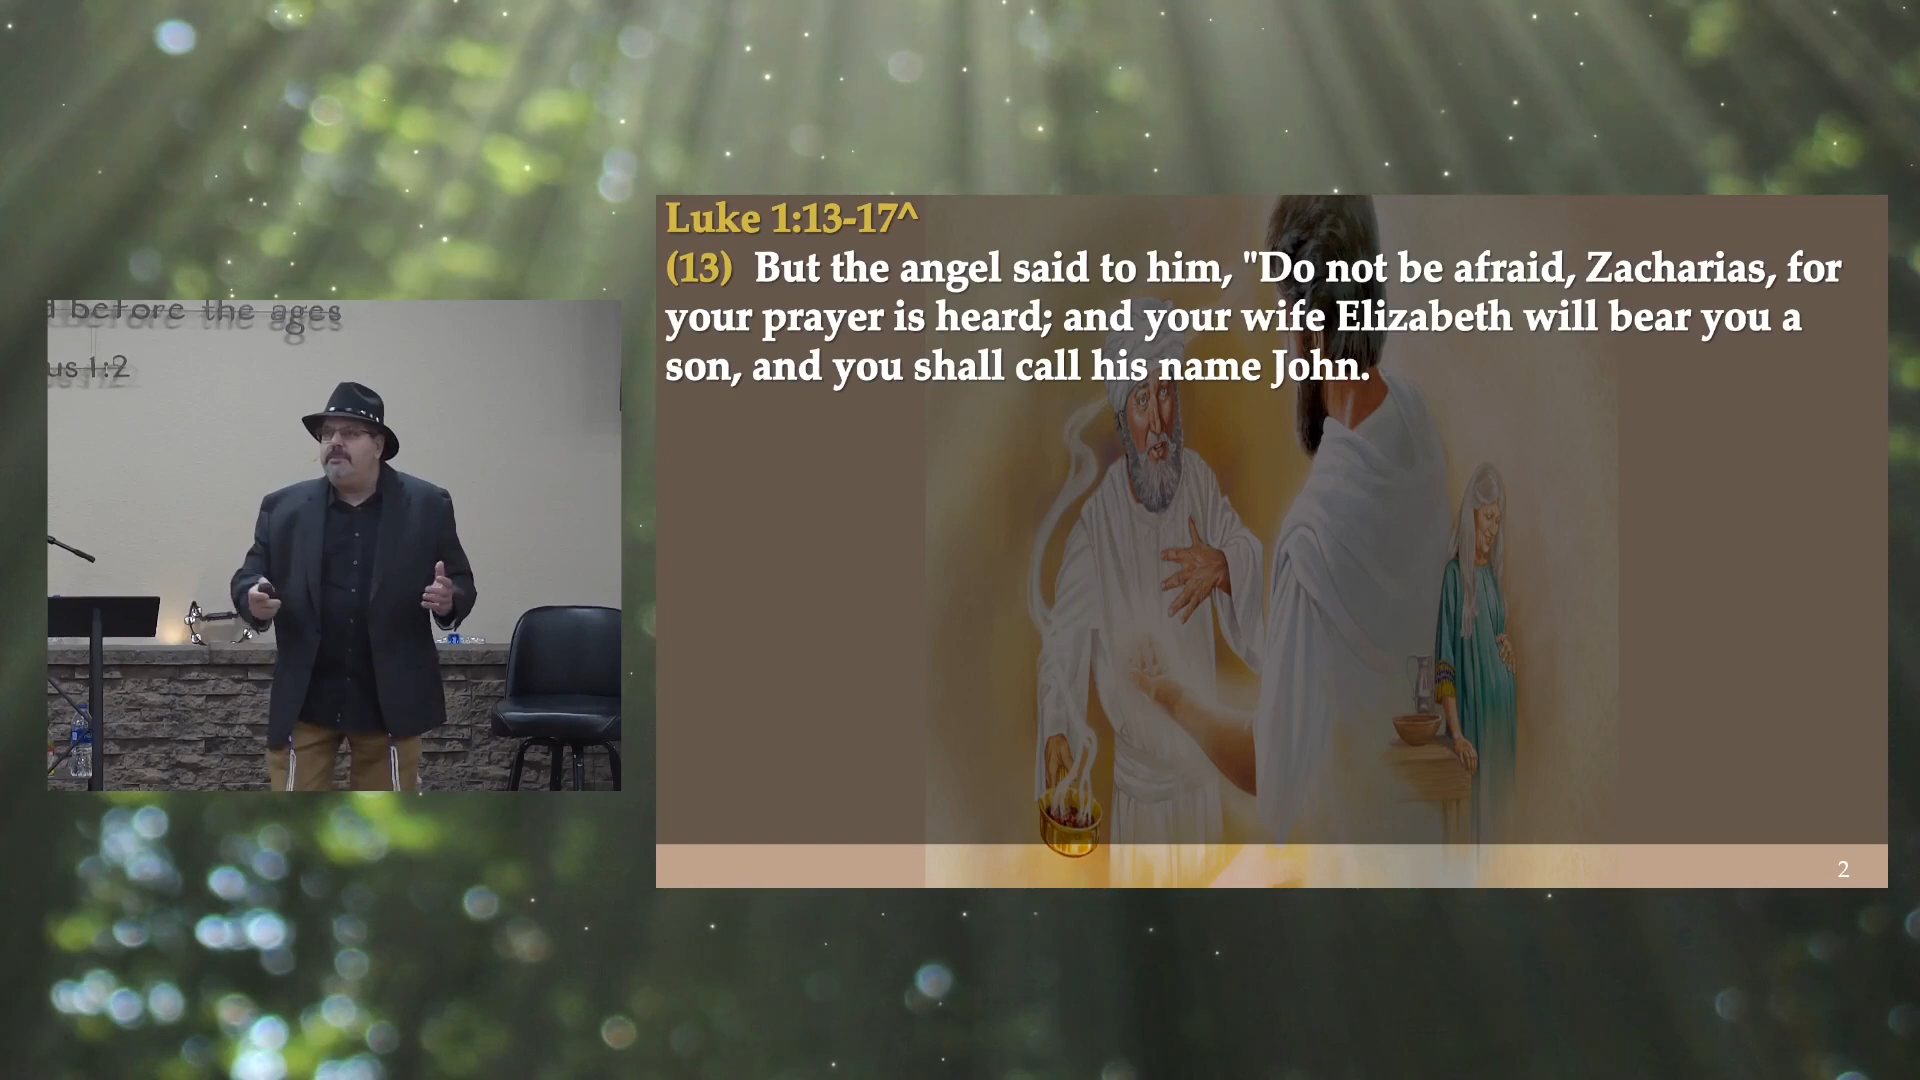 d before the ages
us 1:2
Luke 1:13-17^
(13) But the angel said to him, "Do not be afraid, Zacharias, for
your prayer is heard; and your wife Elizabeth will bear you a
son, and you shall call his name John.
2